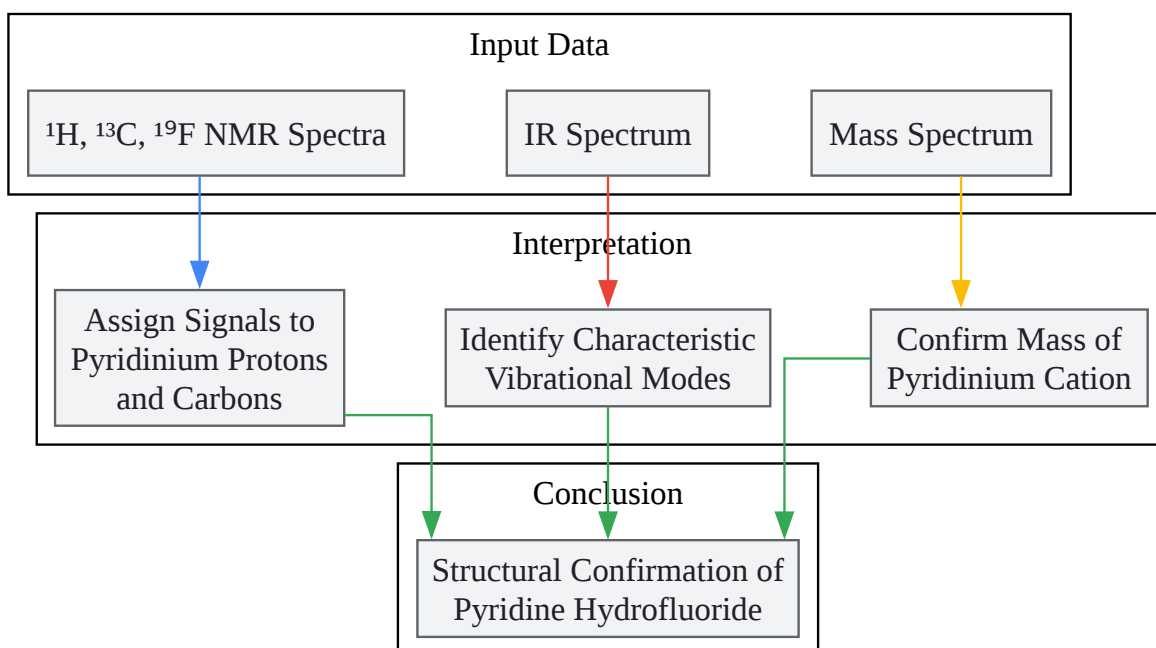 Input Data
¹H, ¹³C, ¹⁹F NMR Spectra
IR Spectrum
Mass Spectrum
Interpretation
Assign Signals to
Pyridinium Protons
and Carbons
Identify Characteristic
Vibrational Modes
Confirm Mass of
Pyridinium Cation
Conclusion
Structural Confirmation of
Pyridine Hydrofluoride